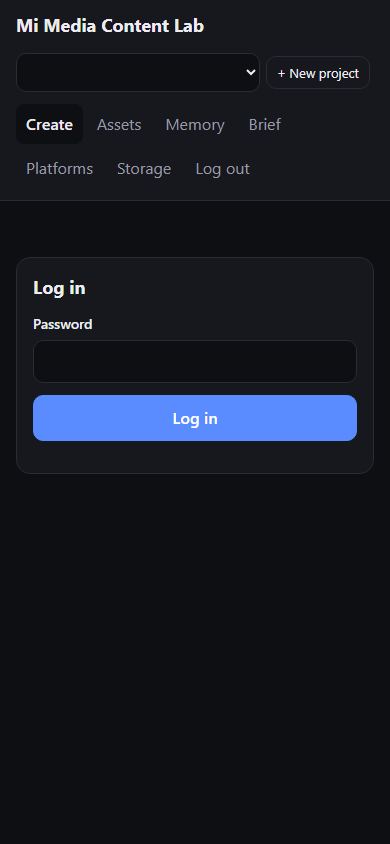 Mi Media Content Lab
+ New project
Create Assets Memory Brief
Platforms Storage Log out
Log in
Password
Log in